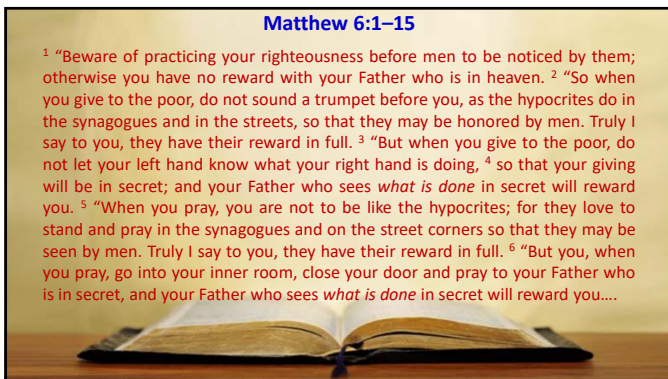 Matthew 6:1–15
¹ “Beware of practicing your righteousness before men to be noticed by them;
otherwise you have no reward with your Father who is in heaven. ² “So when
you give to the poor, do not sound a trumpet before you, as the hypocrites do in
the synagogues and in the streets, so that they may be honored by men. Truly I
say to you, they have their reward in full. ³ “But when you give to the poor, do
not let your left hand know what your right hand is doing, ⁴ so that your giving
will be in secret; and your Father who sees what is done in secret will reward
you. ⁵ “When you pray, you are not to be like the hypocrites; for they love to
stand and pray in the synagogues and on the street corners so that they may be
seen by men. Truly I say to you, they have their reward in full. ⁶ “But you, when
you pray, go into your inner room, close your door and pray to your Father who
is in secret, and your Father who sees what is done in secret will reward you….